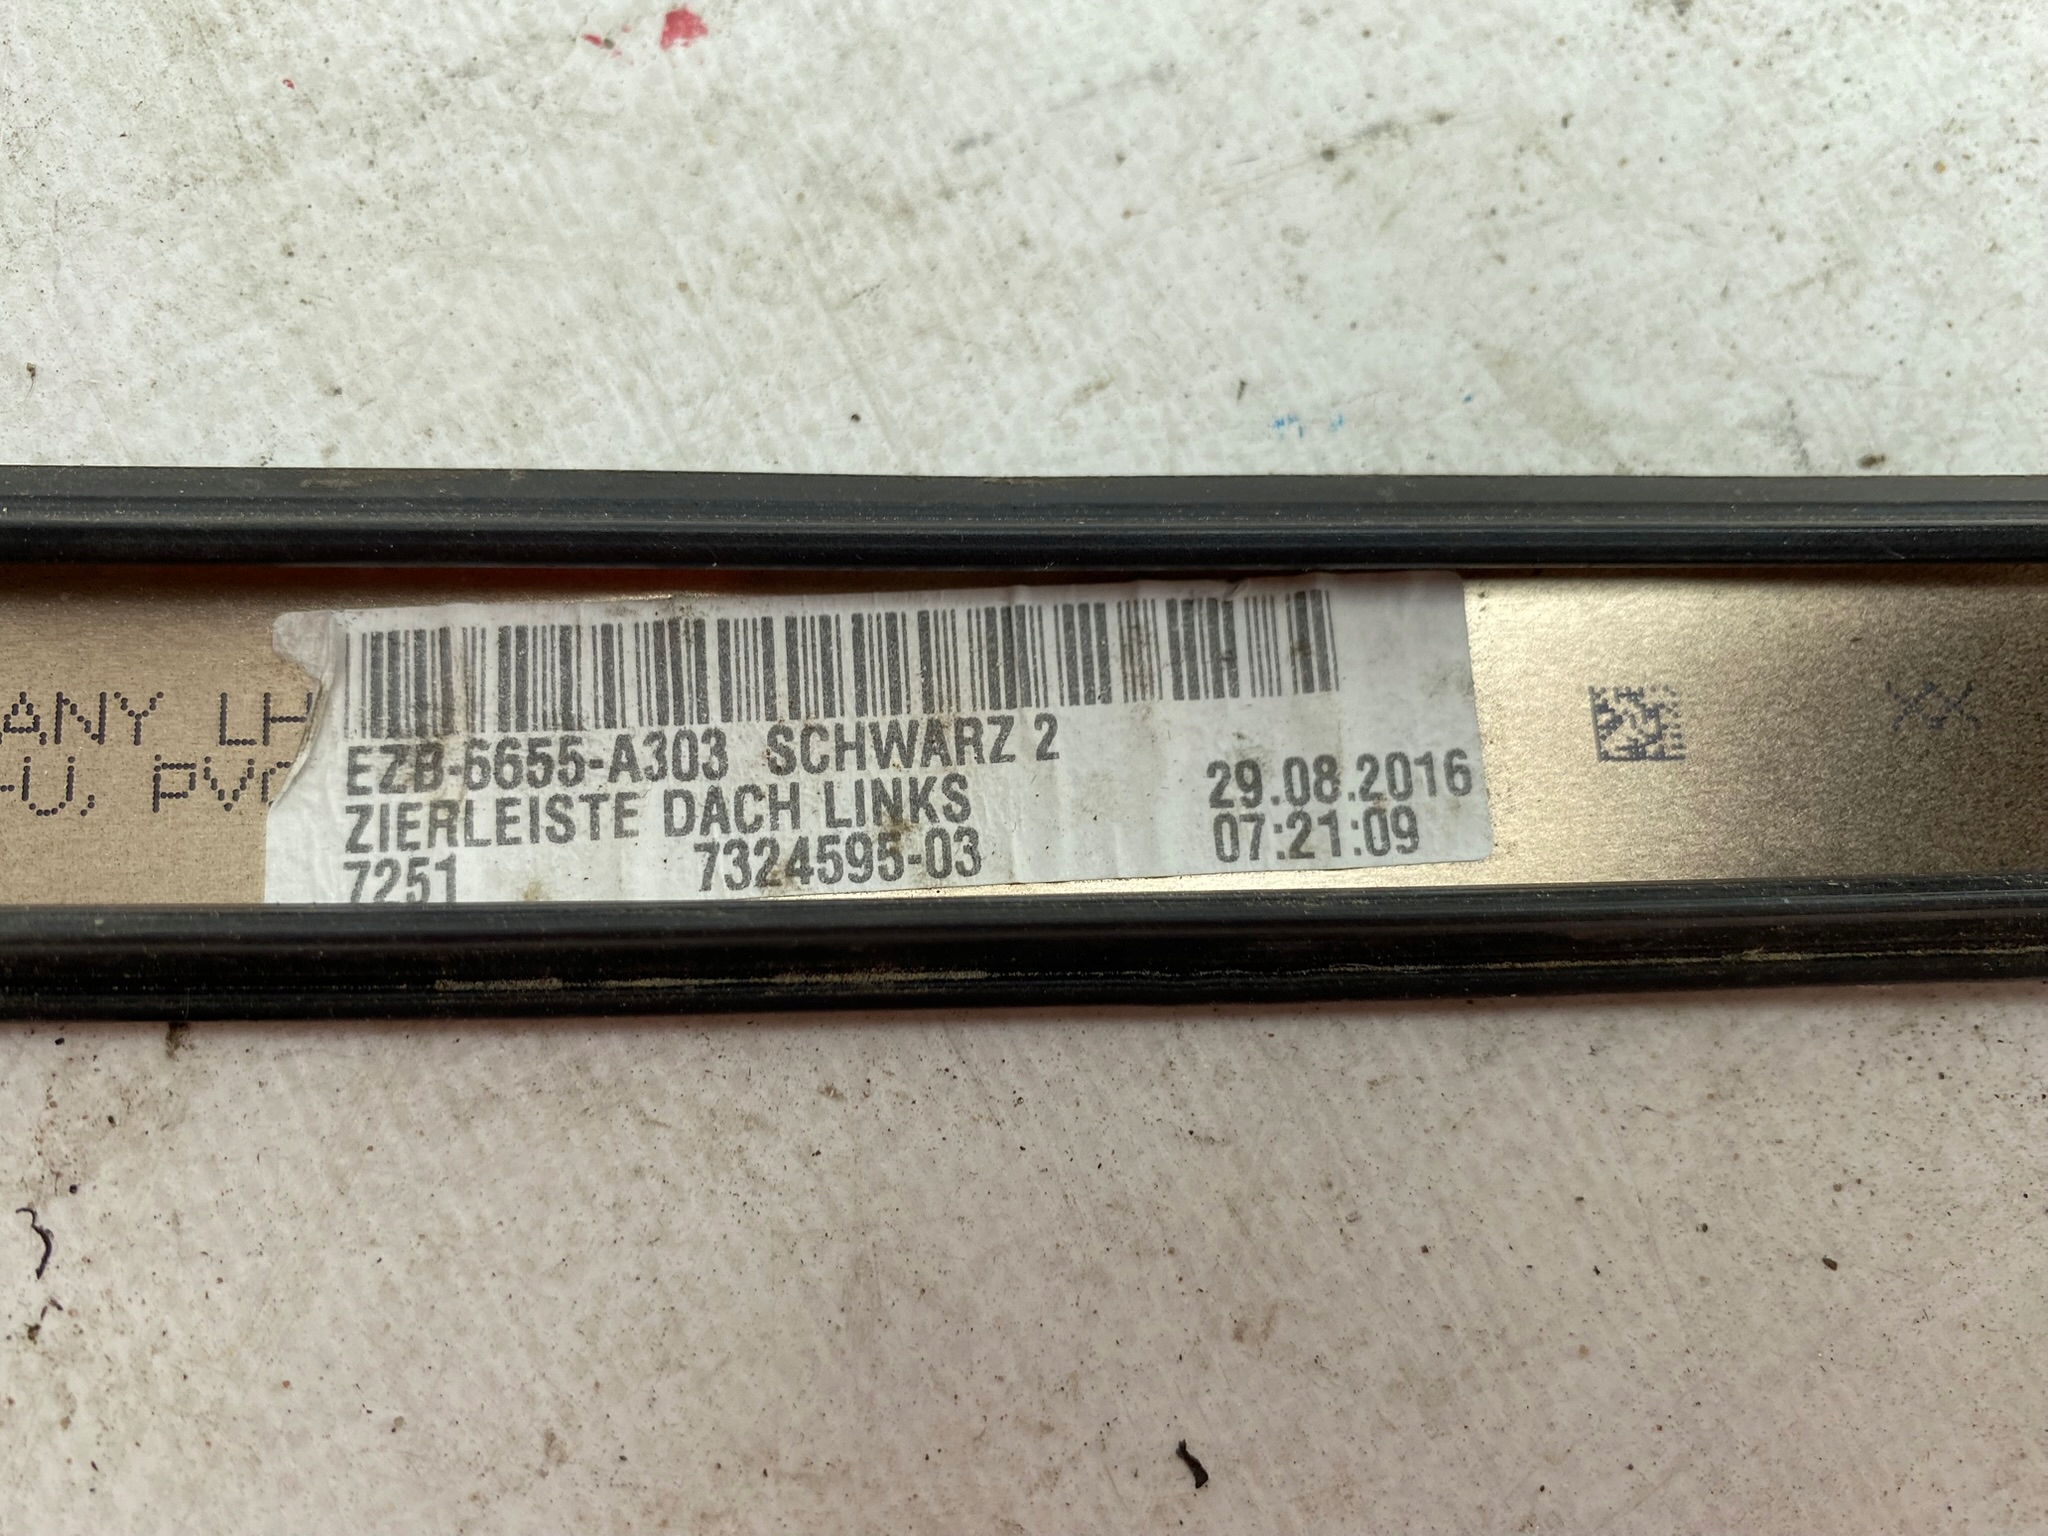 ANY LH
EZB-6655-A303 SCHWARZ 2
ZIERLEISTE DACH LINKS
7251 7324595-03
29.08.2016
07:21:09